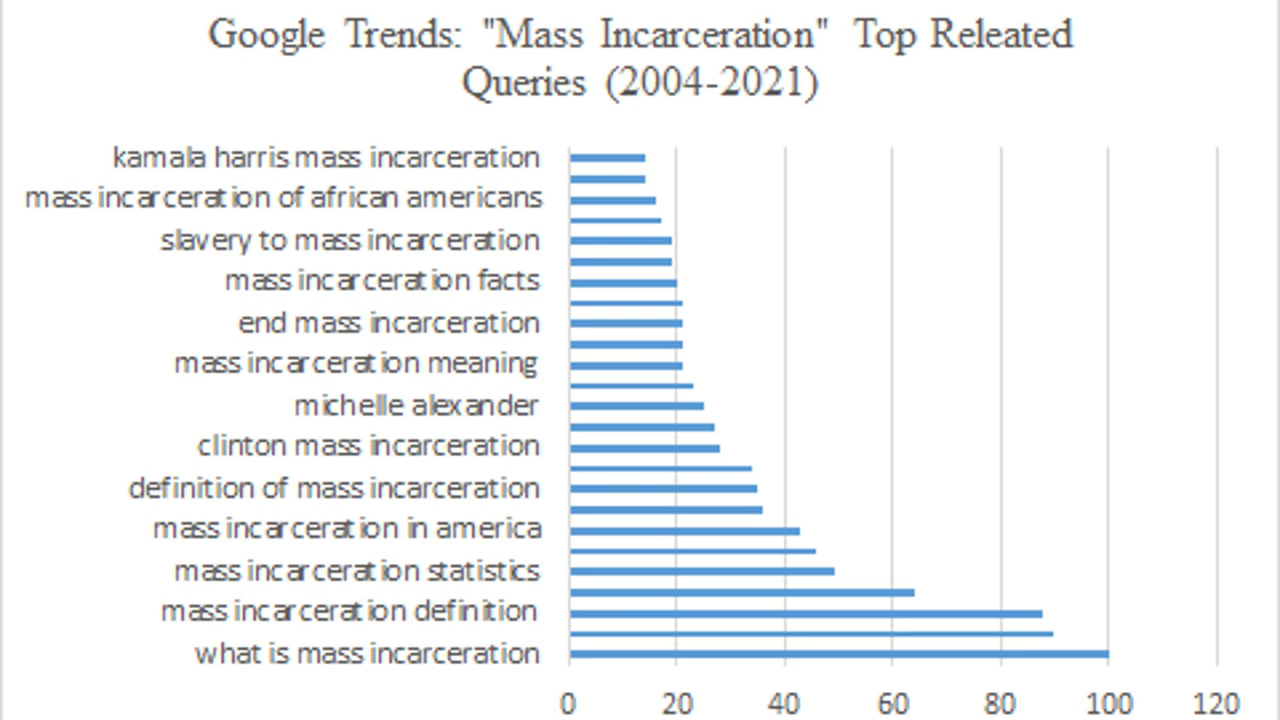 Google Trends: "Mass Incarceration" Top Releated
Queries (2004-2021)
kamala harris mass incarceration
mass incarceration of african americans
slavery to mass incarceration
mass incarceration facts
end mass incarceration
mass incarceration meaning
michelle alexander
clinton mass incarceration
definition of mass incarceration
mass incarceration in america
mass incarceration statistics
mass incarceration definition
what is mass incarceration
0 20 40 60 80 100 120